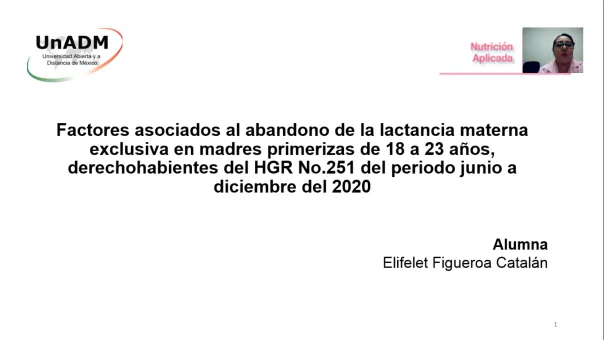 UnADM
Universidad Abierta y a
Distancia de México
Nutrición
Aplicada
Factores asociados al abandono de la lactancia materna
exclusiva en madres primerizas de 18 a 23 años,
derechohabientes del HGR No.251 del periodo junio a
diciembre del 2020
Alumna
Elifelet Figueroa Catalán
1